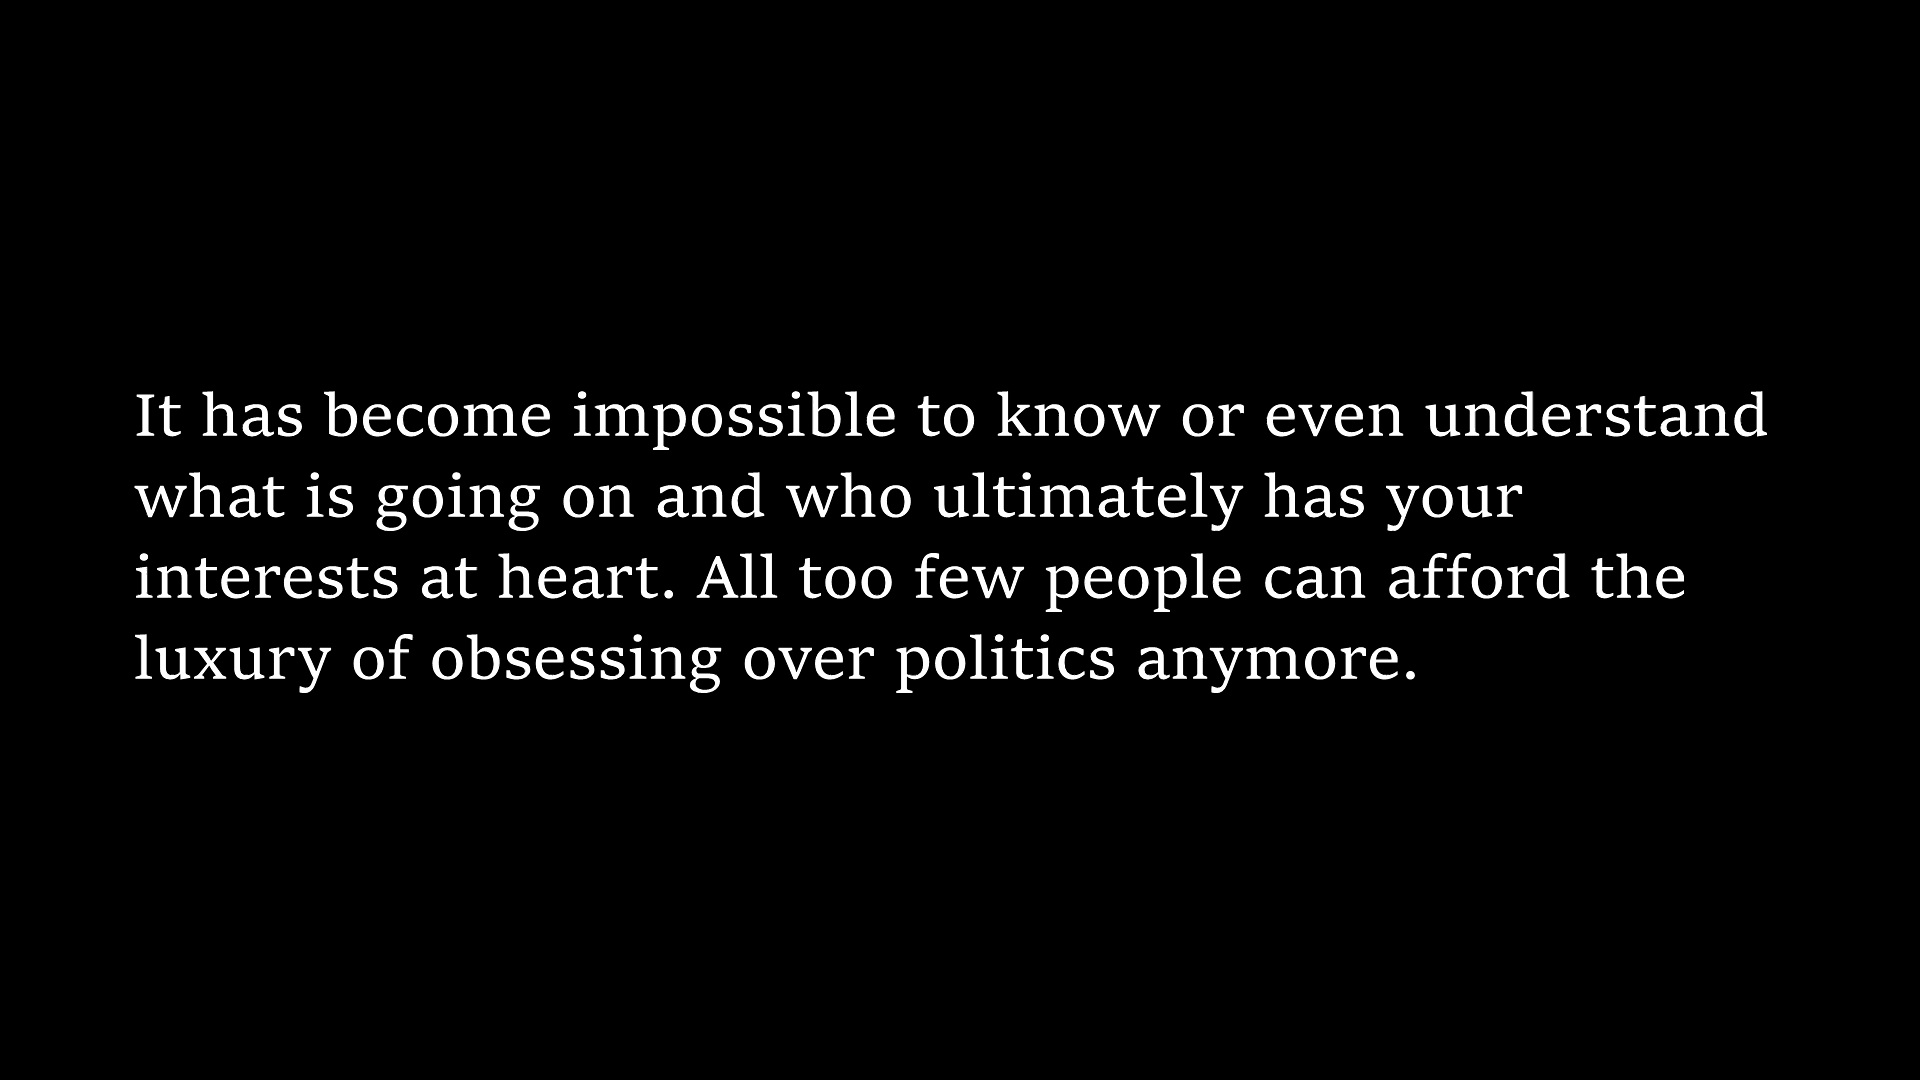 It has become impossible to know or even understand
what is going on and who ultimately has your
interests at heart. All too few people can afford the
luxury of obsessing over politics anymore.